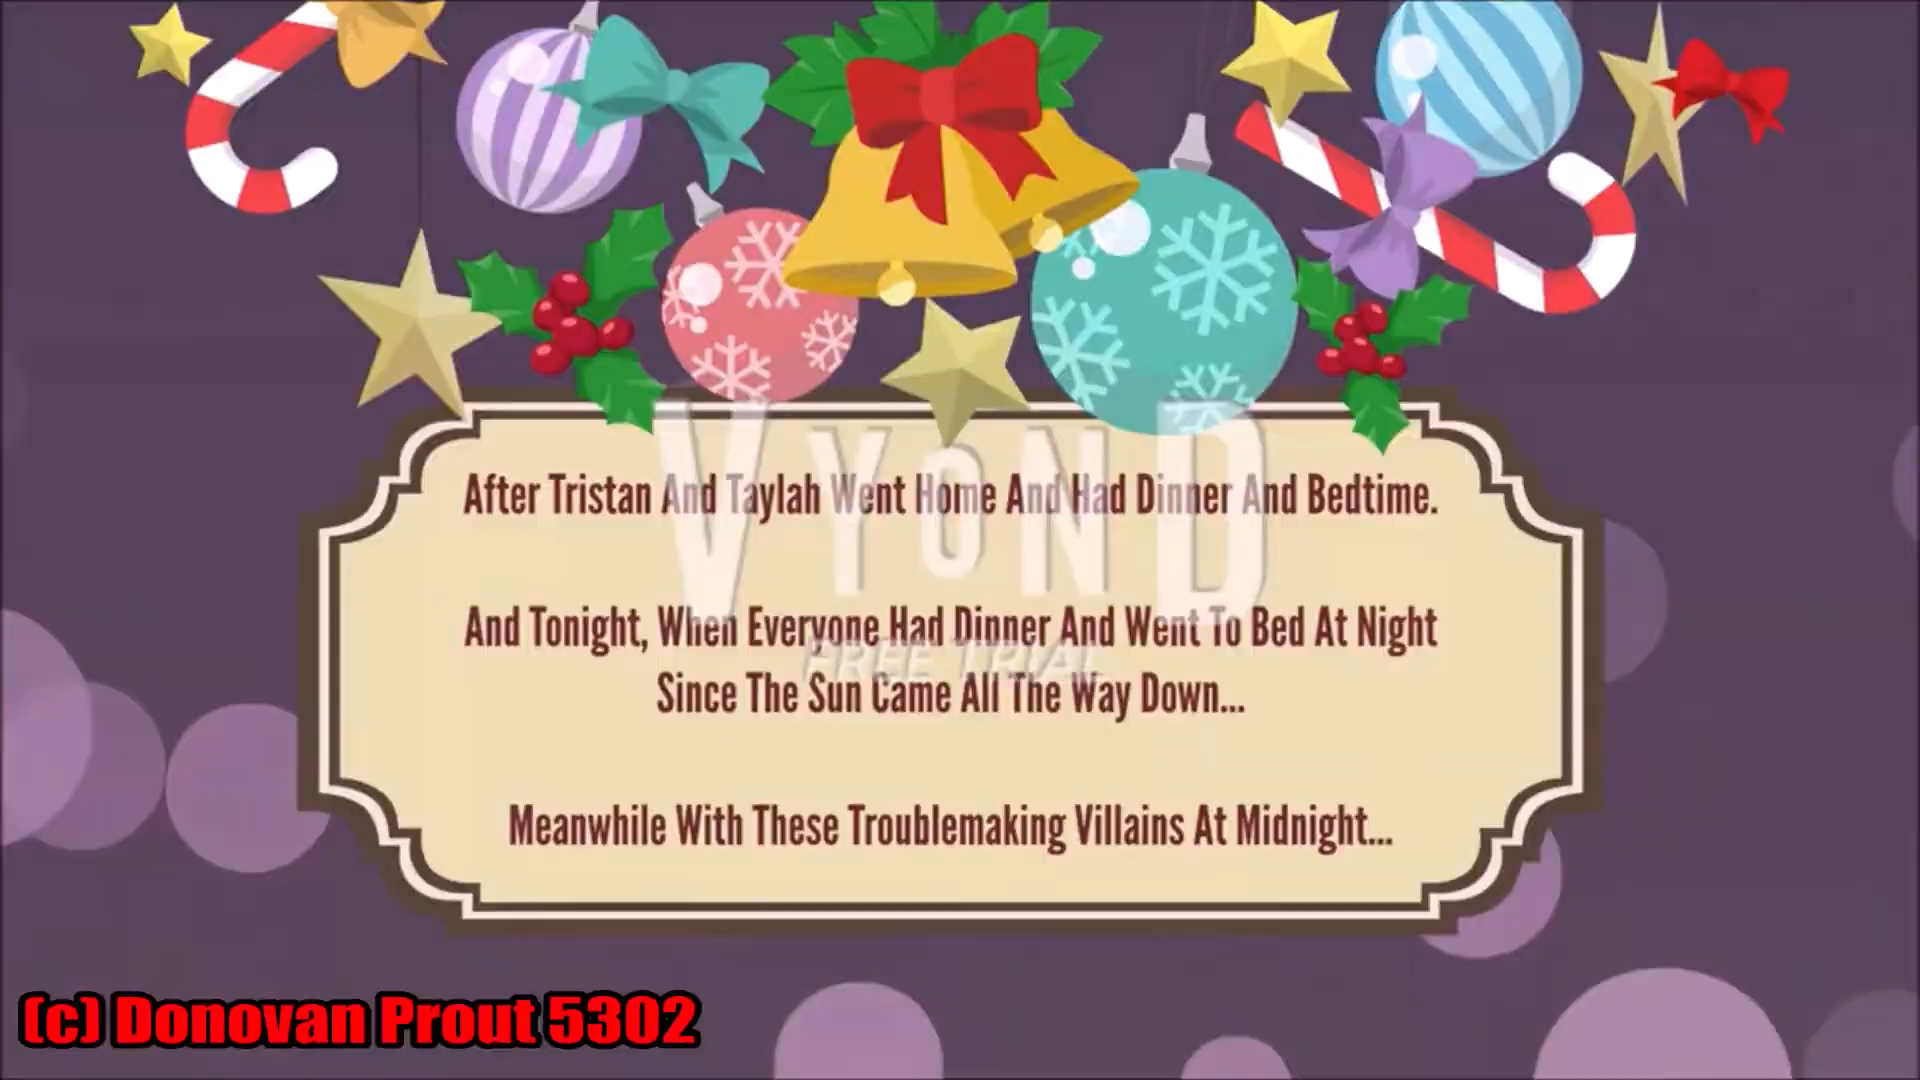 After Tristan And Taylah Went Home And Had Dinner And Bedtime.
VYOND
And Tonight, When Everyone Had Dinner And Went To Bed At Night
FREE TRIAL
Since The Sun Came All The Way Down...
Meanwhile With These Troublemaking Villains At Midnight...
(c) Donovan Prout 5302